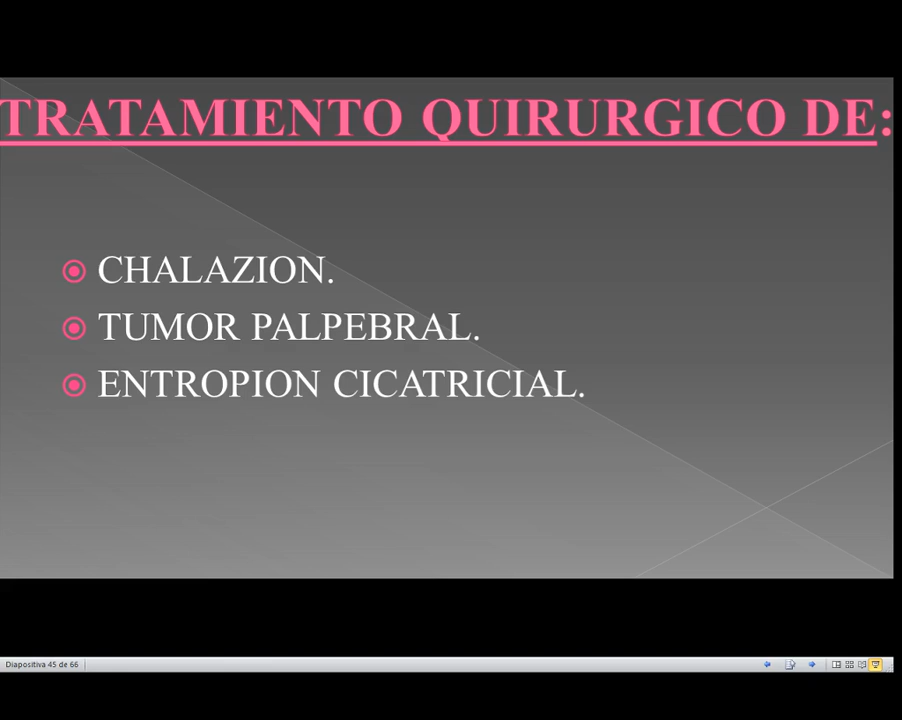 TRATAMIENTO QUIRURGICO DE:
CHALAZION.
TUMOR PALPEBRAL.
ENTROPION CICATRICIAL.
Diapositiva 45 de 66